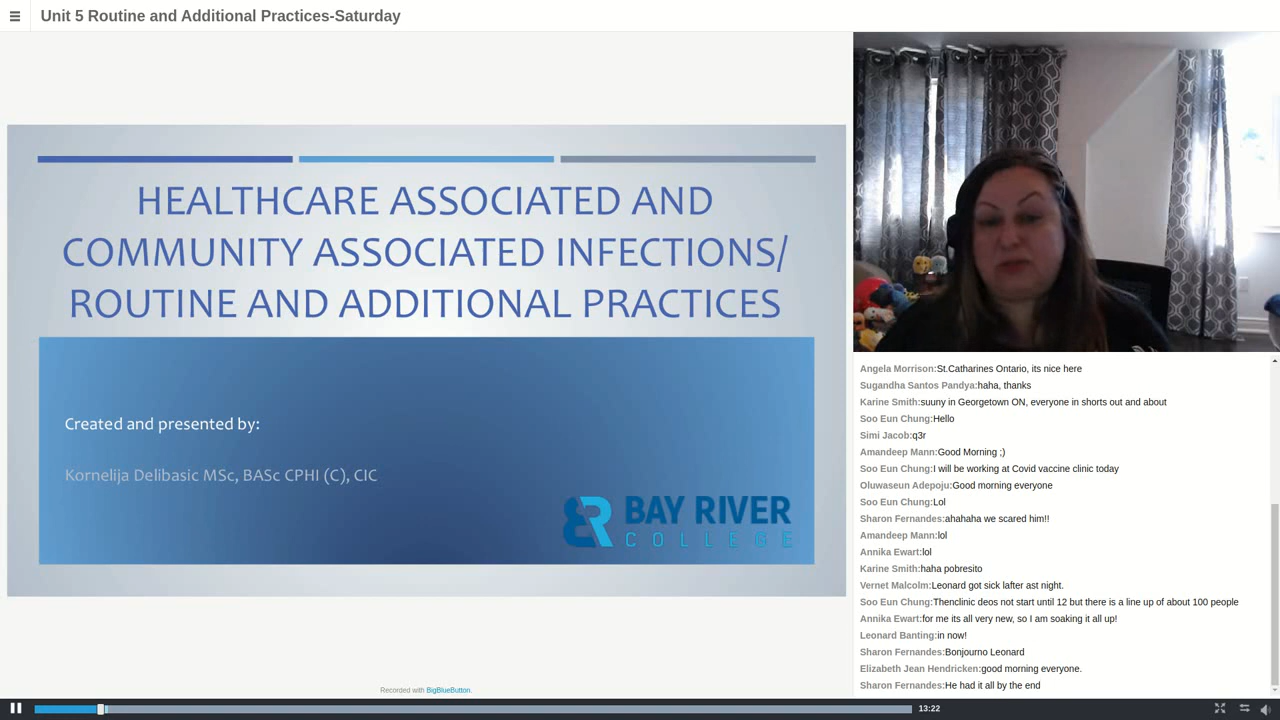 Unit 5 Routine and Additional Practices-Saturday
HEALTHCARE ASSOCIATED AND
COMMUNITY ASSOCIATED INFECTIONS/
ROUTINE AND ADDITIONAL PRACTICES
Created and presented by:
Kornelija Delibasic MSc, BASc CPHI (C), CIC
BR BAY RIVER
COLLEGE
Angela Morrison:St.Catharines Ontario, its nice here
Sugandha Santos Pandya:haha, thanks
Karine Smith:suuny in Georgetown ON, everyone in shorts out and about
Soo Eun Chung:Hello
Simi Jacob:q3r
Amandeep Mann:Good Morning ;)
Soo Eun Chung:I will be working at Covid vaccine clinic today
Oluwaseun Adepoju:Good morning everyone
Soo Eun Chung:Lol
Sharon Fernandes:ahahaha we scared him!!
Amandeep Mann:lol
Annika Ewart:lol
Karine Smith:haha pobresito
Vernet Malcolm:Leonard got sick lafter ast night.
Soo Eun Chung:Thenclinic deos not start until 12 but there is a line up of about 100 people
Annika Ewart:for me its all very new, so I am soaking it all up!
Leonard Banting:in now!
Sharon Fernandes:Bonjourno Leonard
Elizabeth Jean Hendricken:good morning everyone.
Sharon Fernandes:He had it all by the end
Recorded with BigBlueButton.
13:22